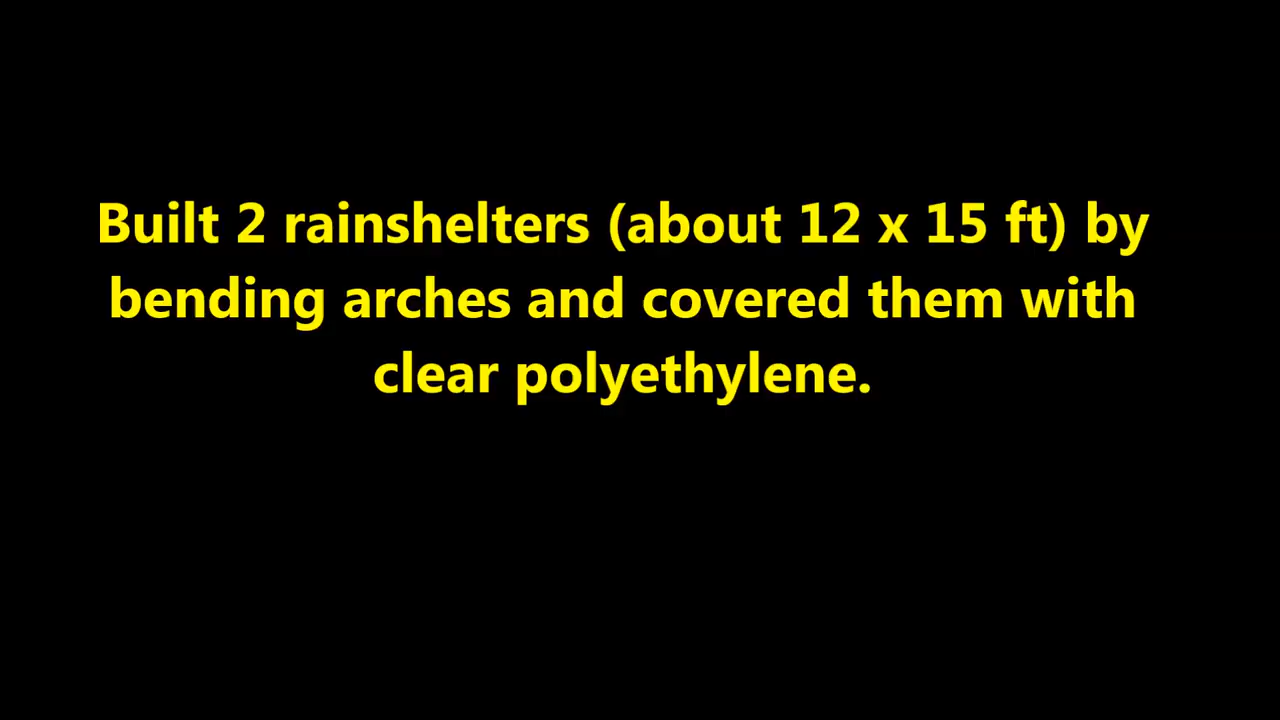 Built 2 rainshelters (about 12 x 15 ft) by
bending arches and covered them with
clear polyethylene.